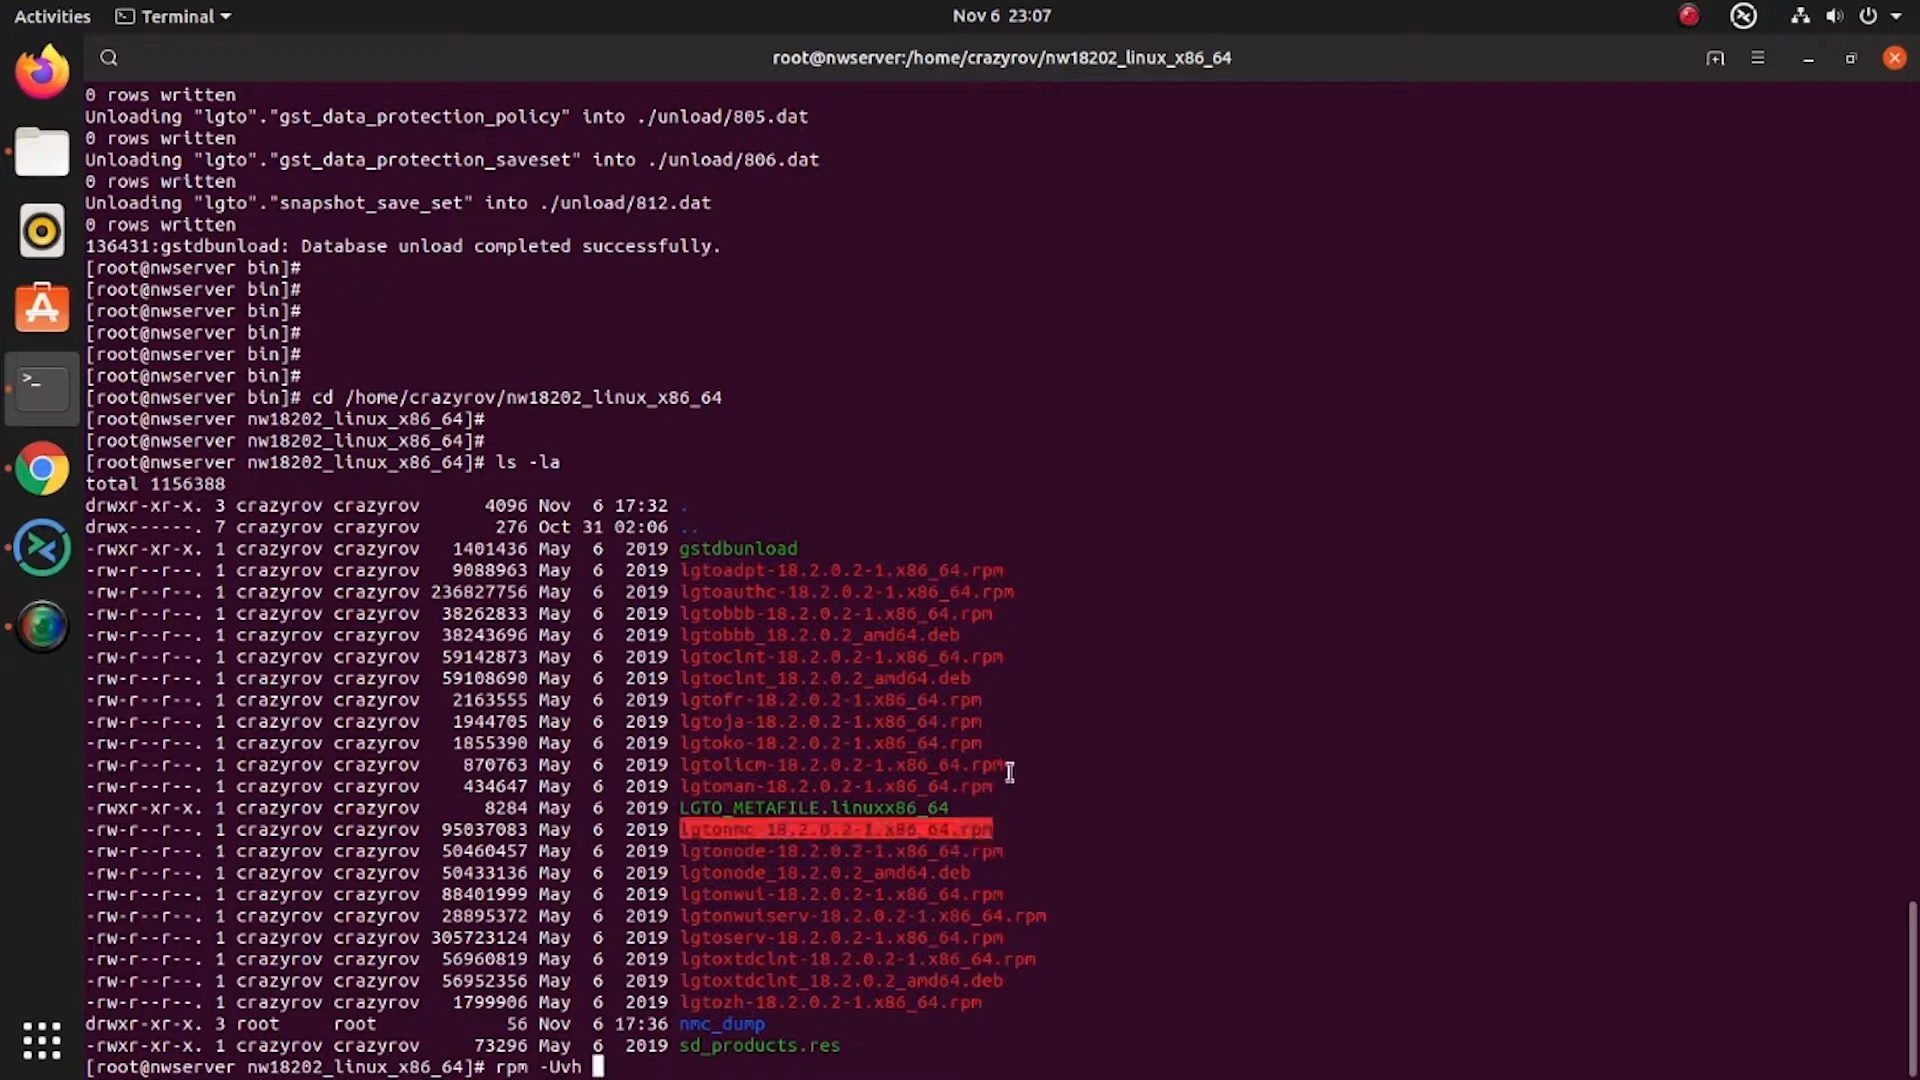 Activities Terminal Nov 6 23:07
root@nwserver:/home/crazyrov/nw18202_linux_x86_64
0 rows written
Unloading "lgto"."gst_data_protection_policy" into ./unload/805.dat
0 rows written
Unloading "lgto"."gst_data_protection_saveset" into ./unload/806.dat
0 rows written
Unloading "lgto"."snapshot_save_set" into ./unload/812.dat
0 rows written
136431:gstdbunload: Database unload completed successfully.
[root@nwserver bin]#
[root@nwserver bin]#
[root@nwserver bin]#
[root@nwserver bin]#
[root@nwserver bin]#
[root@nwserver bin]#
[root@nwserver bin]# cd /home/crazyrov/nw18202_linux_x86_64
[root@nwserver nw18202_linux_x86_64]#
[root@nwserver nw18202_linux_x86_64]#
[root@nwserver nw18202_linux_x86_64]# ls -la
total 1156388
drwxr-xr-x. 3 crazyrov crazyrov 4096 Nov 6 17:32 .
drwx------. 7 crazyrov crazyrov 276 Oct 31 02:06 ..
-rwxr-xr-x. 1 crazyrov crazyrov 1401436 May 6 2019 gstdbunload
-rw-r--r--. 1 crazyrov crazyrov 9088963 May 6 2019 lgtoadpt-18.2.0.2-1.x86_64.rpm
-rw-r--r--. 1 crazyrov crazyrov 236827756 May 6 2019 lgtoauthc-18.2.0.2-1.x86_64.rpm
-rw-r--r--. 1 crazyrov crazyrov 38262833 May 6 2019 lgtobbb-18.2.0.2-1.x86_64.rpm
-rw-r--r--. 1 crazyrov crazyrov 38243696 May 6 2019 lgtobbb_18.2.0.2_amd64.deb
-rw-r--r--. 1 crazyrov crazyrov 59142873 May 6 2019 lgtoclnt-18.2.0.2-1.x86_64.rpm
-rw-r--r--. 1 crazyrov crazyrov 59108690 May 6 2019 lgtoclnt_18.2.0.2_amd64.deb
-rw-r--r--. 1 crazyrov crazyrov 2163555 May 6 2019 lgtofr-18.2.0.2-1.x86_64.rpm
-rw-r--r--. 1 crazyrov crazyrov 1944705 May 6 2019 lgtoja-18.2.0.2-1.x86_64.rpm
-rw-r--r--. 1 crazyrov crazyrov 1855390 May 6 2019 lgtoko-18.2.0.2-1.x86_64.rpm
-rw-r--r--. 1 crazyrov crazyrov 870763 May 6 2019 lgtolicm-18.2.0.2-1.x86_64.rpm
-rw-r--r--. 1 crazyrov crazyrov 434647 May 6 2019 lgtoman-18.2.0.2-1.x86_64.rpm
-rwxr-xr-x. 1 crazyrov crazyrov 8284 May 6 2019 LGTO_METAFILE.linuxx86_64
-rw-r--r--. 1 crazyrov crazyrov 95037083 May 6 2019 lgtonmc-18.2.0.2-1.x86_64.rpm
-rw-r--r--. 1 crazyrov crazyrov 50460457 May 6 2019 lgtonode-18.2.0.2-1.x86_64.rpm
-rw-r--r--. 1 crazyrov crazyrov 50433136 May 6 2019 lgtonode_18.2.0.2_amd64.deb
-rw-r--r--. 1 crazyrov crazyrov 88401999 May 6 2019 lgtonwui-18.2.0.2-1.x86_64.rpm
-rw-r--r--. 1 crazyrov crazyrov 28895372 May 6 2019 lgtonwuiserv-18.2.0.2-1.x86_64.rpm
-rw-r--r--. 1 crazyrov crazyrov 305723124 May 6 2019 lgtoserv-18.2.0.2-1.x86_64.rpm
-rw-r--r--. 1 crazyrov crazyrov 56960819 May 6 2019 lgtoxtdclnt-18.2.0.2-1.x86_64.rpm
-rw-r--r--. 1 crazyrov crazyrov 56952356 May 6 2019 lgtoxtdclnt_18.2.0.2_amd64.deb
-rw-r--r--. 1 crazyrov crazyrov 1799906 May 6 2019 lgtozh-18.2.0.2-1.x86_64.rpm
drwxr-xr-x. 3 root root 56 Nov 6 17:36 nmc_dump
-rwxr-xr-x. 1 crazyrov crazyrov 73296 May 6 2019 sd_products.res
[root@nwserver nw18202_linux_x86_64]# rpm -Uvh